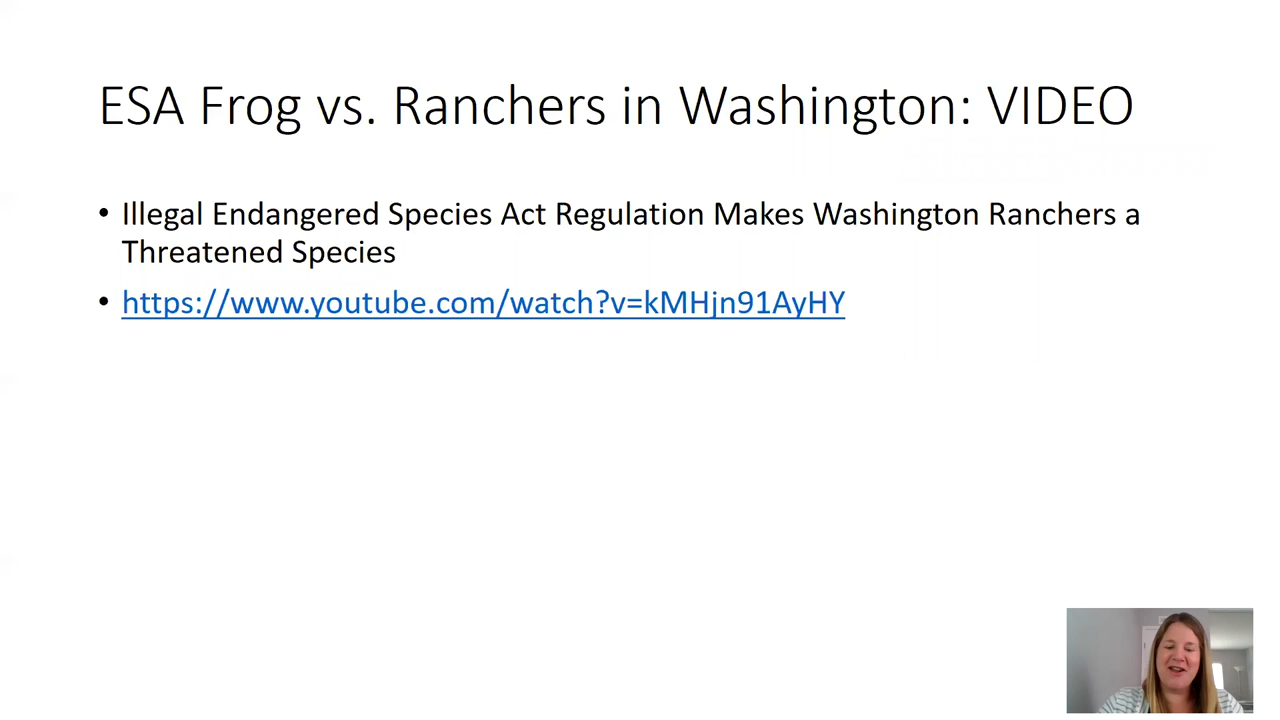 ESA Frog vs. Ranchers in Washington: VIDEO
• Illegal Endangered Species Act Regulation Makes Washington Ranchers a
Threatened Species
• https://www.youtube.com/watch?v=kMHjn91AyHY